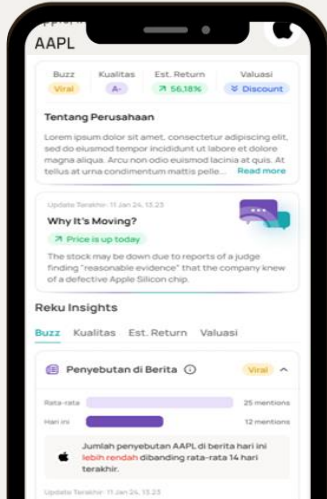 AAPL
Buzz Kualitas Est. Return Valuasi
Viral A- 56,18% Discount
Tentang Perusahaan
Lorem ipsum dolor sit amet, consectetur adipiscing elit,
sed do eiusmod tempor incididunt ut labore et dolore
magna aliqua. Arcu non odio euismod lacinia at quis. At
tellus at urna condimentum mattis pelle... Read more
Update Terakhir: 11 Jan 24, 13.23
Why It's Moving?
Price is up today
The stock may be down due to reports of a judge
finding "reasonable evidence" that the company knew
of a defective Apple Silicon chip.
Reku Insights
Buzz Kualitas Est. Return Valuasi
Penyebutan di Berita Viral
Rata-rata 25 mentions
Hari ini 12 mentions
Jumlah penyebutan AAPL di berita hari ini
lebih rendah dibanding rata-rata 14 hari
terakhir.
Update Terakhir: 11 Jan 24, 13.23